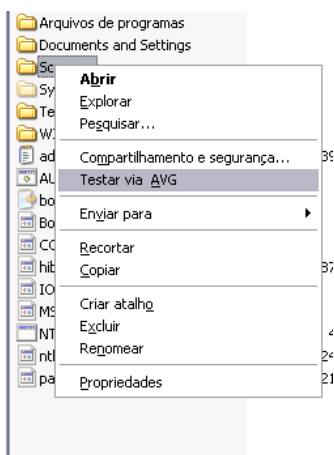 Arquivos de programas
Documents and Settings
Abrir
Explorar
Pesquisar...
Compartilhamento e segurança...
Testar via AVG
Enviar para
Recortar
Copiar
Criar atalho
Excluir
Renomear
Propriedades